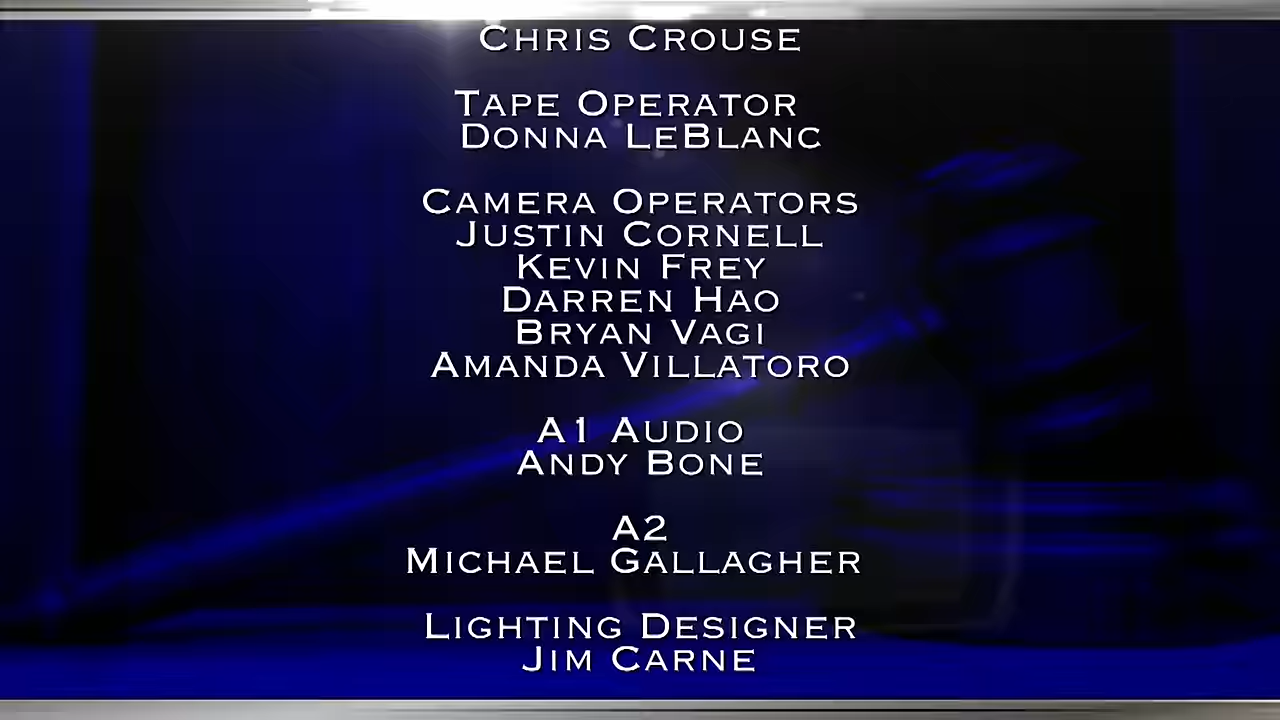 Chris Crouse
Tape Operator
Donna LeBlanc
Camera Operators
Justin Cornell
Kevin Frey
Darren Hao
Bryan Vagi
Amanda Villatoro
A1 Audio
Andy Bone
A2
Michael Gallagher
Lighting Designer
Jim Carne